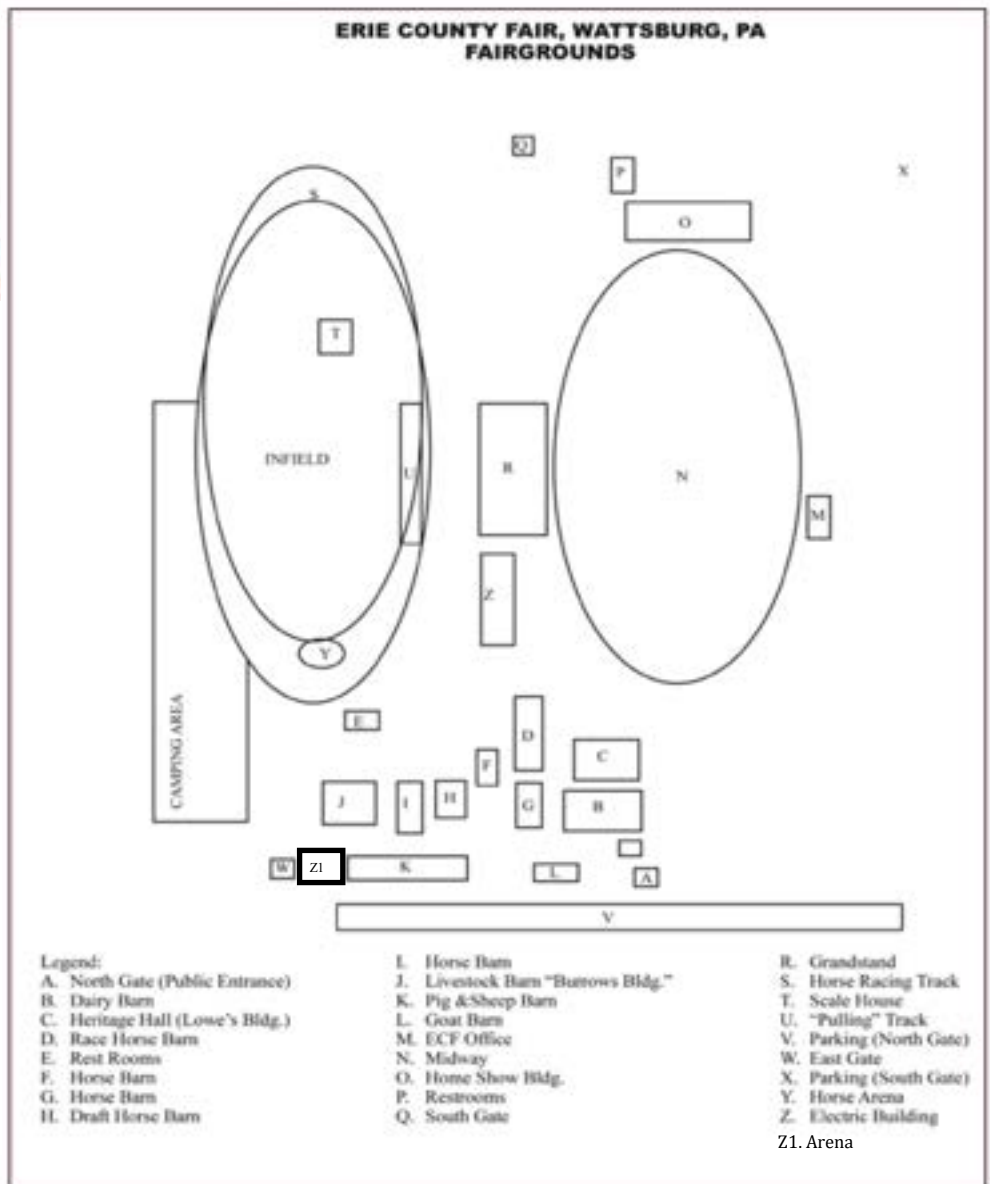 ERIE COUNTY FAIR, WATTSBURG, PA
FAIRGROUNDS
Q
P
X
S
O
T
INFIELD
U
R
N
M
Z
Y
CAMPING AREA
E
D
C
F
J
I
H
G
B
W
Z1
K
L
A
V
Legend:
A. North Gate (Public Entrance)
B. Dairy Barn
C. Heritage Hall (Lowe's Bldg.)
D. Race Horse Barn
E. Rest Rooms
F. Horse Barn
G. Horse Barn
H. Draft Horse Barn
I. Horse Barn
J. Livestock Barn "Burrows Bldg."
K. Pig &Sheep Barn
L. Goat Barn
M. ECF Office
N. Midway
O. Home Show Bldg.
P. Restrooms
Q. South Gate
R. Grandstand
S. Horse Racing Track
T. Scale House
U. "Pulling" Track
V. Parking (North Gate)
W. East Gate
X. Parking (South Gate)
Y. Horse Arena
Z. Electric Building
Z1. Arena